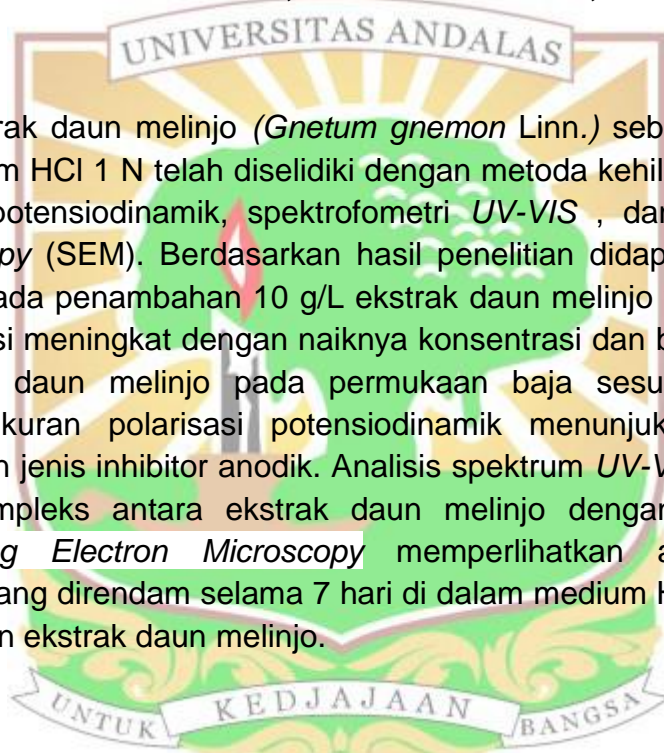 UNIVERSITAS ANDALAS
rak daun melinjo (Gnetum gnemon Linn.) seb
m HCl 1 N telah diselidiki dengan metoda kehil
potensiodinamik, spektrofometri UV-VIS , dan
py (SEM). Berdasarkan hasil penelitian didap
ada penambahan 10 g/L ekstrak daun melinjo
si meningkat dengan naiknya konsentrasi dan b
daun melinjo pada permukaan baja sesu
kuran polarisasi potensiodinamik menunjuk
n jenis inhibitor anodik. Analisis spektrum UV-V
mpleks antara ekstrak daun melinjo dengan
g Electron Microscopy memperlihatkan a
ang direndam selama 7 hari di dalam medium H
n ekstrak daun melinjo.
UNTUK KEDJAJAAN BANGSA